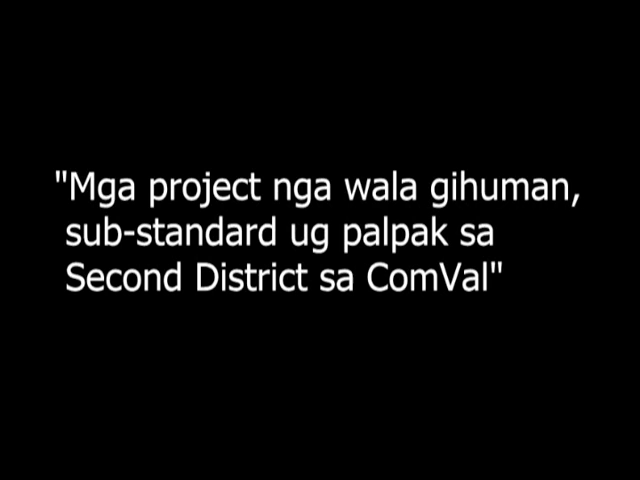 "Mga project nga wala gihuman,
sub-standard ug palpak sa
Second District sa ComVal"